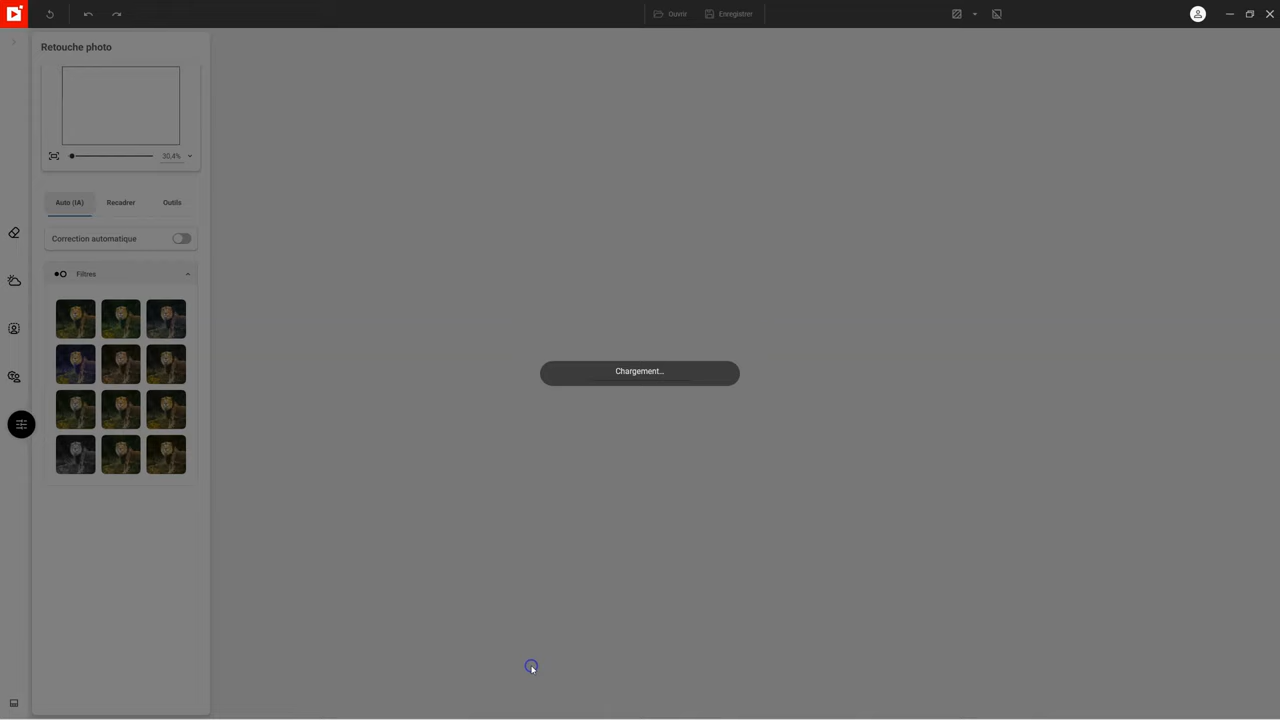 Ouvrir
Enregistrer
Retouche photo
30,4%
Auto (IA)
Recadrer
Outils
Correction automatique
Filtres
Chargement...